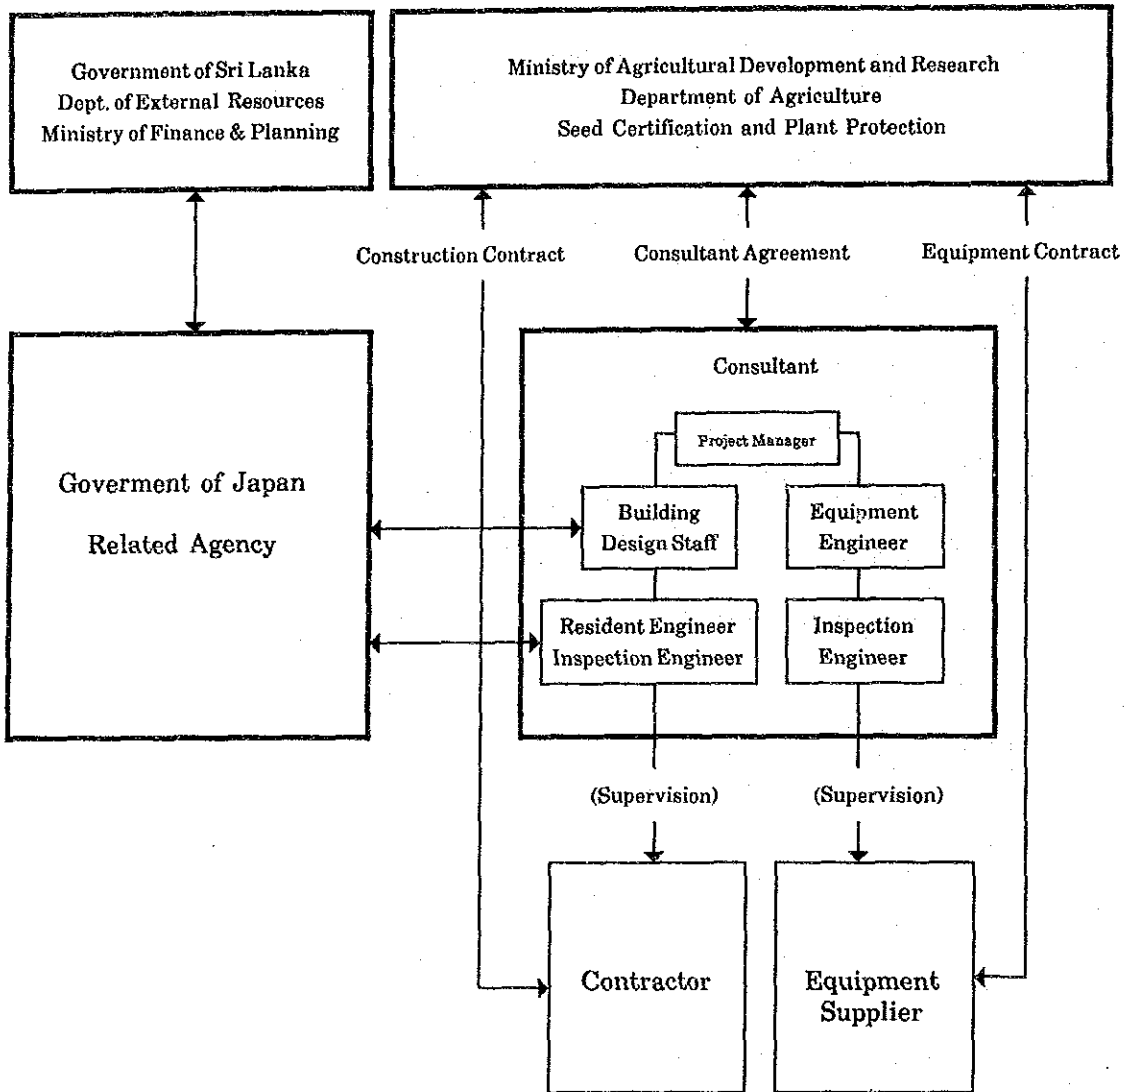 Government of Sri Lanka
Dept. of External Resources
Ministry of Finance & Planning
Ministry of Agricultural Development and Research
Department of Agriculture
Seed Certification and Plant Protection
Construction Contract
Consultant Agreement
Equipment Contract
Goverment of Japan
Related Agency
Consultant
Project Manager
Building
Design Staff
Equipment
Engineer
Resident Engineer
Inspection Engineer
Inspection
Engineer
(Supervision)
(Supervision)
Contractor
Equipment
Supplier